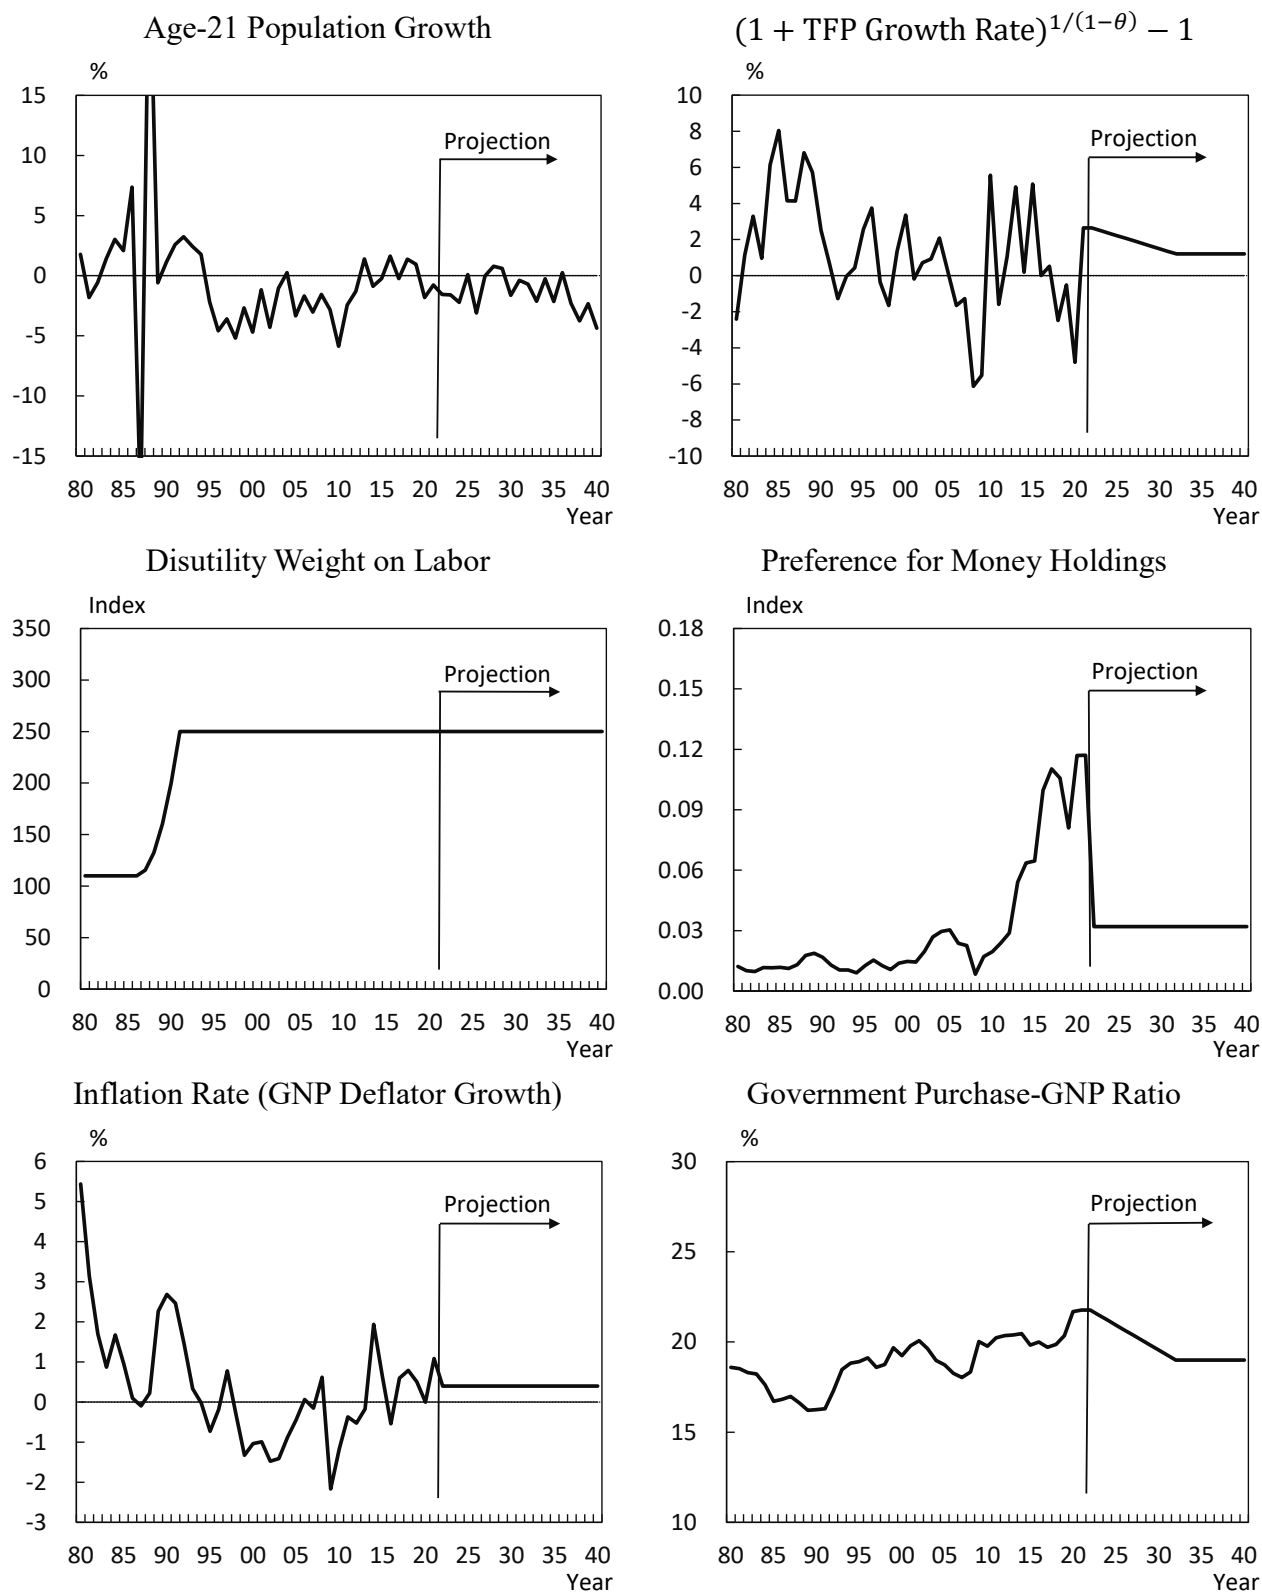 Age-21 Population Growth
%
15
10
5
0
-5
-10
-15
Projection
80 85 90 95 00 05 10 15 20 25 30 35 40
Year
(1 + TFP Growth Rate)^{1/(1−θ)} − 1
%
10
8
6
4
2
0
-2
-4
-6
-8
-10
Projection
80 85 90 95 00 05 10 15 20 25 30 35 40
Year
Disutility Weight on Labor
Index
350
300
250
200
150
100
50
0
Projection
80 85 90 95 00 05 10 15 20 25 30 35 40
Year
Preference for Money Holdings
Index
0.18
0.15
0.12
0.09
0.06
0.03
0.00
Projection
80 85 90 95 00 05 10 15 20 25 30 35 40
Year
Inflation Rate (GNP Deflator Growth)
%
6
5
4
3
2
1
0
-1
-2
-3
Projection
80 85 90 95 00 05 10 15 20 25 30 35 40
Year
Government Purchase-GNP Ratio
%
30
25
20
15
10
Projection
80 85 90 95 00 05 10 15 20 25 30 35 40
Year